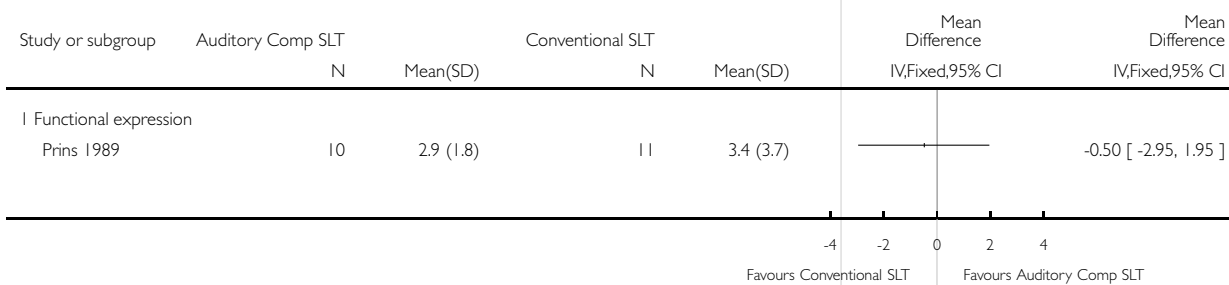 Study or subgroup Auditory Comp SLT Conventional SLT Mean Difference Mean Difference
N Mean(SD) N Mean(SD) IV,Fixed,95% CI IV,Fixed,95% CI
1 Functional expression
Prins 1989 10 2.9 (1.8) 11 3.4 (3.7) -0.50 [ -2.95, 1.95 ]
-4 -2 0 2 4
Favours Conventional SLT Favours Auditory Comp SLT